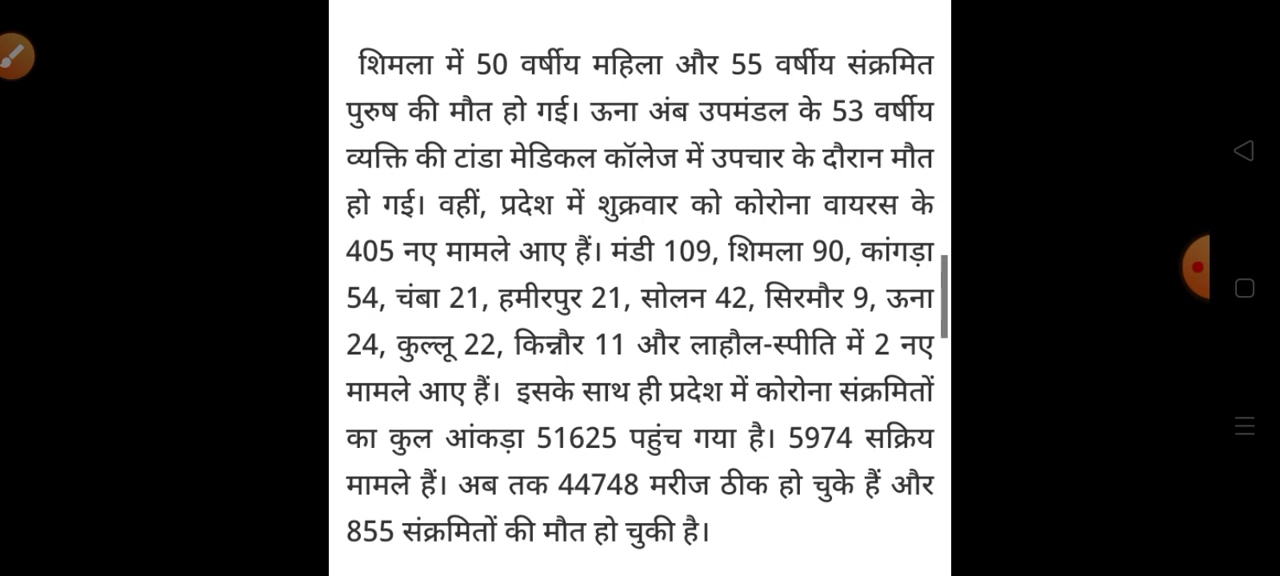 शिमला में 50 वर्षीय महिला और 55 वर्षीय संक्रमित
पुरुष की मौत हो गई। ऊना अंब उपमंडल के 53 वर्षीय
व्यक्ति की टांडा मेडिकल कॉलेज में उपचार के दौरान मौत
हो गई। वहीं, प्रदेश में शुक्रवार को कोरोना वायरस के
405 नए मामले आए हैं। मंडी 109, शिमला 90, कांगड़ा
54, चंबा 21, हमीरपुर 21, सोलन 42, सिरमौर 9, ऊना
24, कुल्लू 22, किन्नौर 11 और लाहौल-स्पीति में 2 नए
मामले आए हैं। इसके साथ ही प्रदेश में कोरोना संक्रमितों
का कुल आंकड़ा 51625 पहुंच गया है। 5974 सक्रिय
मामले हैं। अब तक 44748 मरीज ठीक हो चुके हैं और
855 संक्रमितों की मौत हो चुकी है।